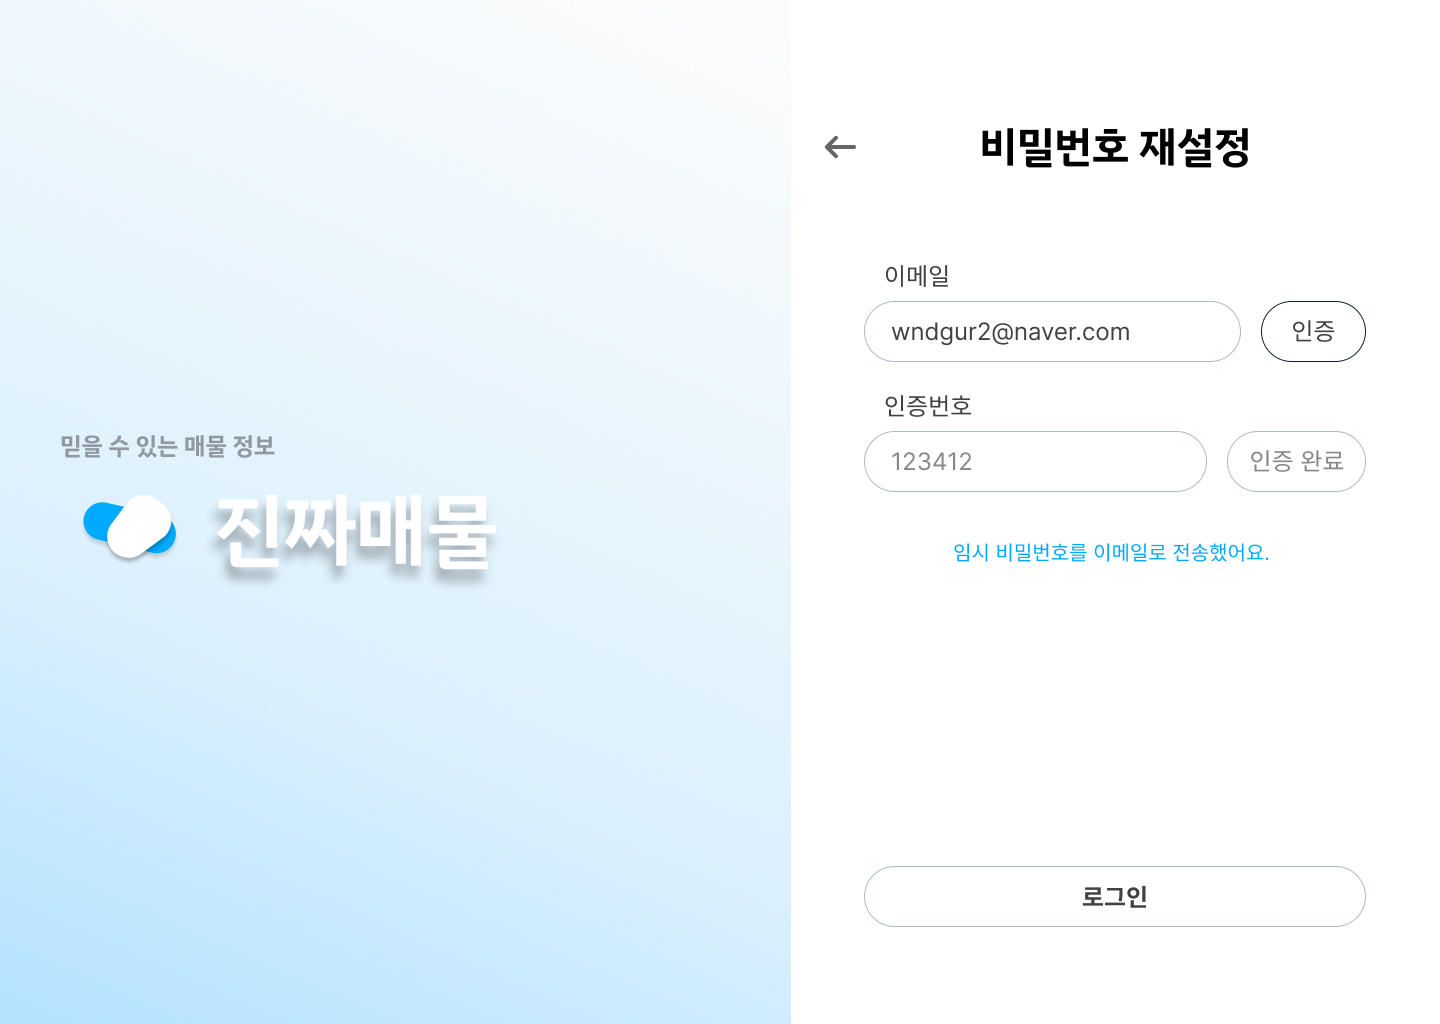 믿을 수 있는 매물 정보
진짜매물
비밀번호 재설정
이메일
wndgur2@naver.com
인증
인증번호
123412
인증 완료
임시 비밀번호를 이메일로 전송했어요.
로그인